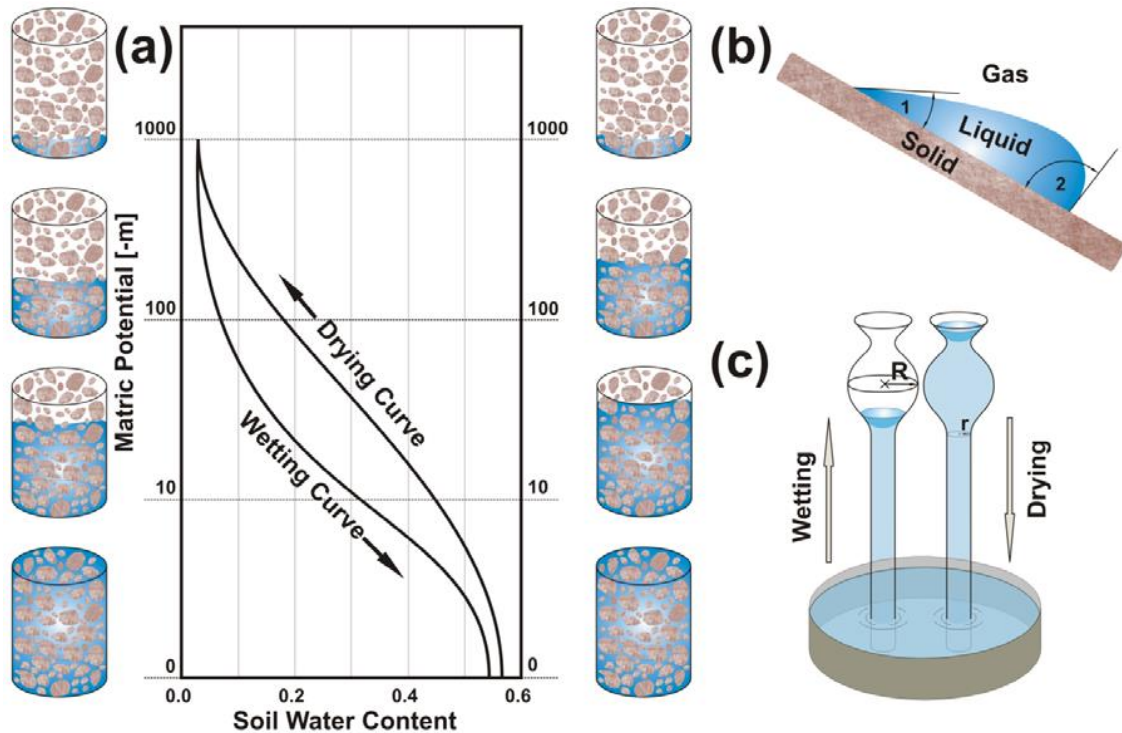 (a)
1000
100
10
0
Matric Potential [-m]
1000
100
10
0
Drying Curve
Wetting Curve
0.0
0.2
0.4
0.6
Soil Water Content
(b)
Gas
Liquid
Solid
1
2
(c)
R
r
Wetting
Drying